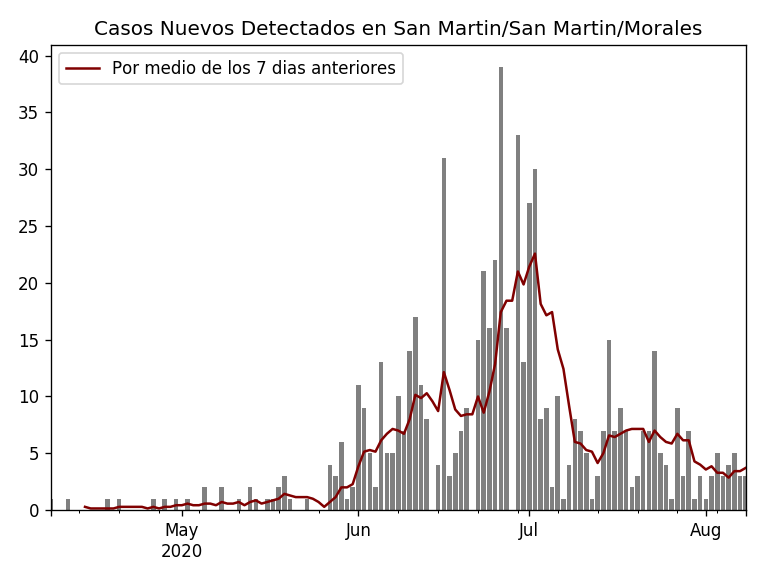 Casos Nuevos Detectados en San Martin/San Martin/Morales
Por medio de los 7 dias anteriores
40
35
30
25
20
15
10
5
0
May
2020
Jun
Jul
Aug